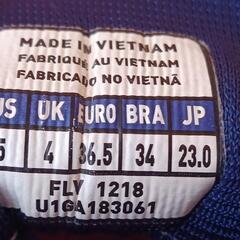 MADE IN VIETNAM
FABRIQUE AU VIETNAM
FABRICADO NO VIETNÃ
US UK EURO BRA JP
5 4 36.5 34 23.0
FLV 1218
U1GA183061